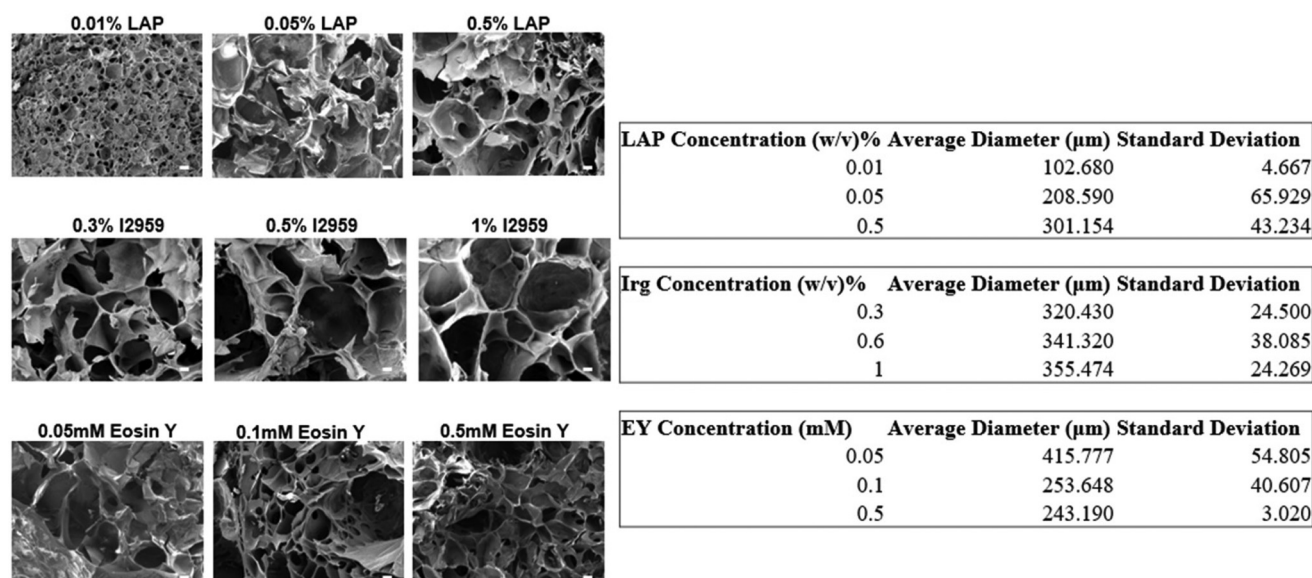 0.01% LAP 0.05% LAP 0.5% LAP
0.3% I2959 0.5% I2959 1% I2959
0.05mM Eosin Y 0.1mM Eosin Y 0.5mM Eosin Y
LAP Concentration (w/v)% Average Diameter (µm) Standard Deviation
0.01 102.680 4.667
0.05 208.590 65.929
0.5 301.154 43.234
Irg Concentration (w/v)% Average Diameter (µm) Standard Deviation
0.3 320.430 24.500
0.6 341.320 38.085
1 355.474 24.269
EY Concentration (mM) Average Diameter (µm) Standard Deviation
0.05 415.777 54.805
0.1 253.648 40.607
0.5 243.190 3.020